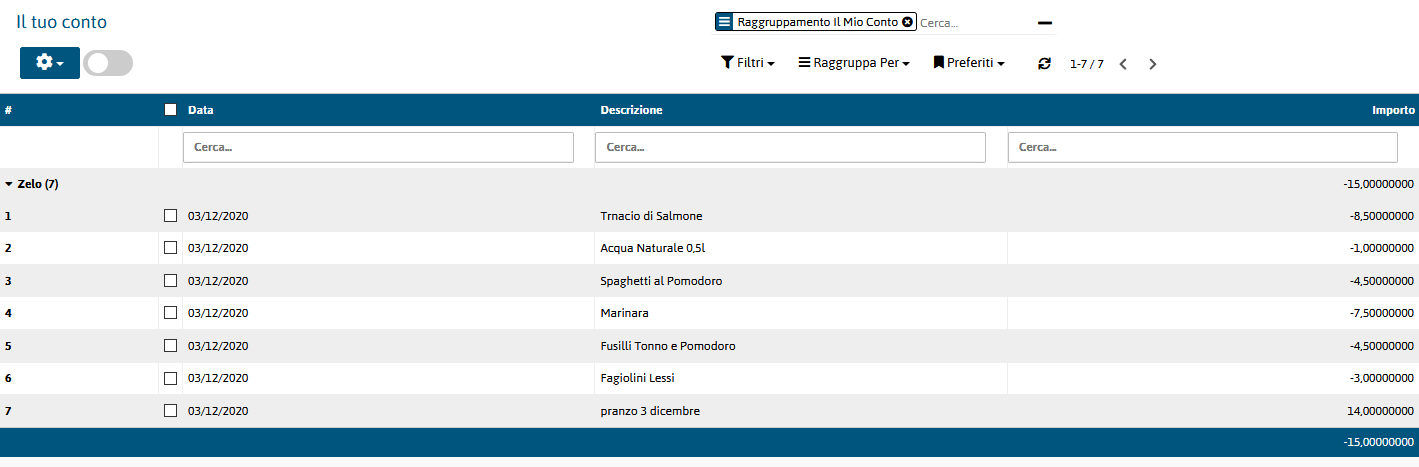 Il tuo conto
Raggruppamento Il Mio Conto Cerca...
Filtri Raggruppa Per Preferiti 1-7 / 7
# Data Descrizione Importo
Cerca... Cerca... Cerca...
Zelo (7) -15,00000000
1 03/12/2020 Trnacio di Salmone -8,50000000
2 03/12/2020 Acqua Naturale 0,5l -1,00000000
3 03/12/2020 Spaghetti al Pomodoro -4,50000000
4 03/12/2020 Marinara -7,50000000
5 03/12/2020 Fusilli Tonno e Pomodoro -4,50000000
6 03/12/2020 Fagiolini Lessi -3,00000000
7 03/12/2020 pranzo 3 dicembre 14,00000000
-15,00000000